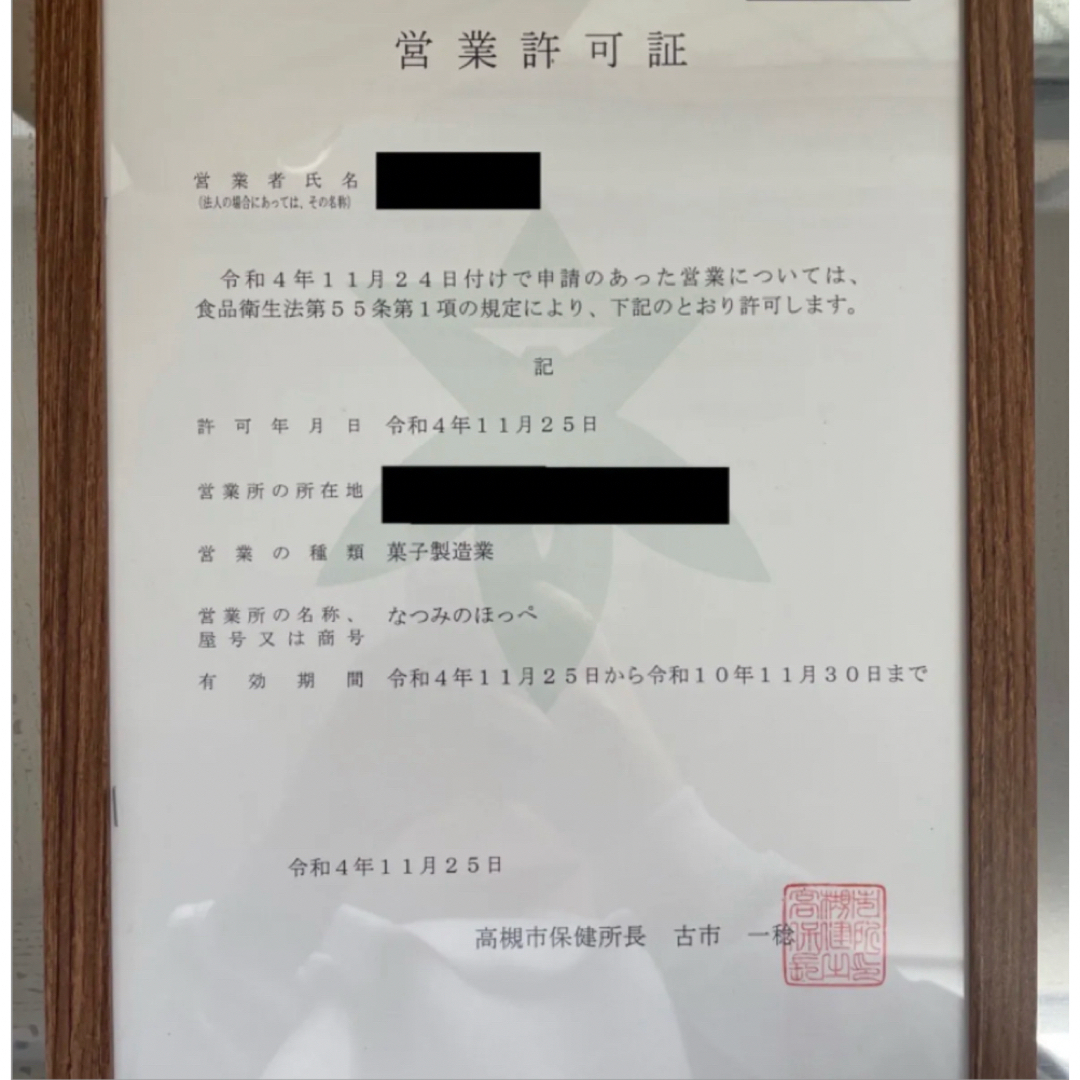 営業許可証
営業者氏名
(法人の場合にあっては、その名称)
令和4年11月24日付けで申請のあった営業については、
食品衛生法第55条第1項の規定により、下記のとおり許可します。
記
許可年月日 令和4年11月25日
営業所の所在地
営業の種類 菓子製造業
営業所の名称、 なつみのほっぺ
屋号又は商号
有効期間 令和4年11月25日から令和10年11月30日まで
令和4年11月25日
高槻市保健所長 古市 一稔